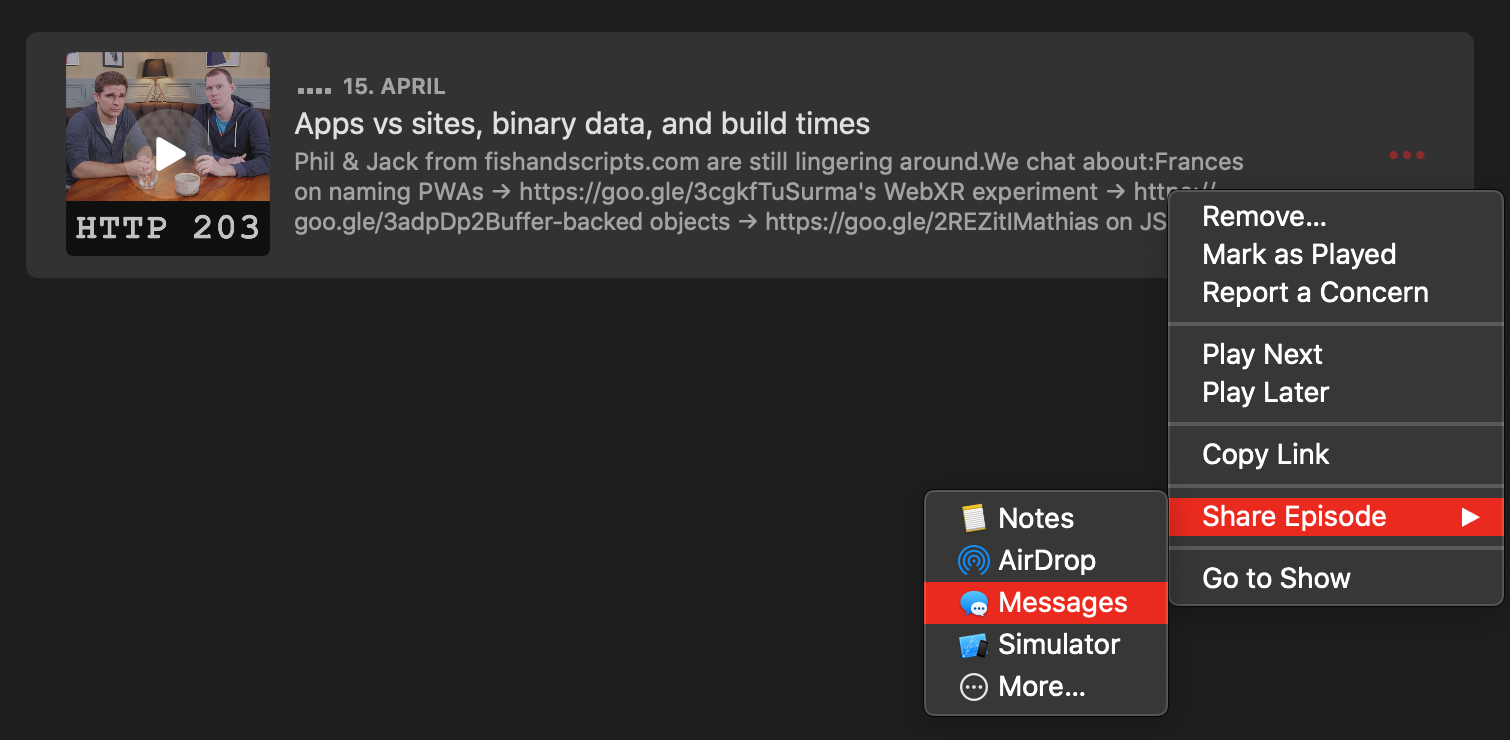 15. APRIL
Apps vs sites, binary data, and build times
Phil & Jack from fishandscripts.com are still lingering around.We chat about:Frances
on naming PWAs → https://goo.gle/3cgkfTuSurma's WebXR experiment → http://
goo.gle/3adpDp2Buffer-backed objects → https://goo.gle/2REZitIMathias on JS
HTTP 203
Remove...
Mark as Played
Report a Concern
Play Next
Play Later
Copy Link
Share Episode
Go to Show
Notes
AirDrop
Messages
Simulator
More...